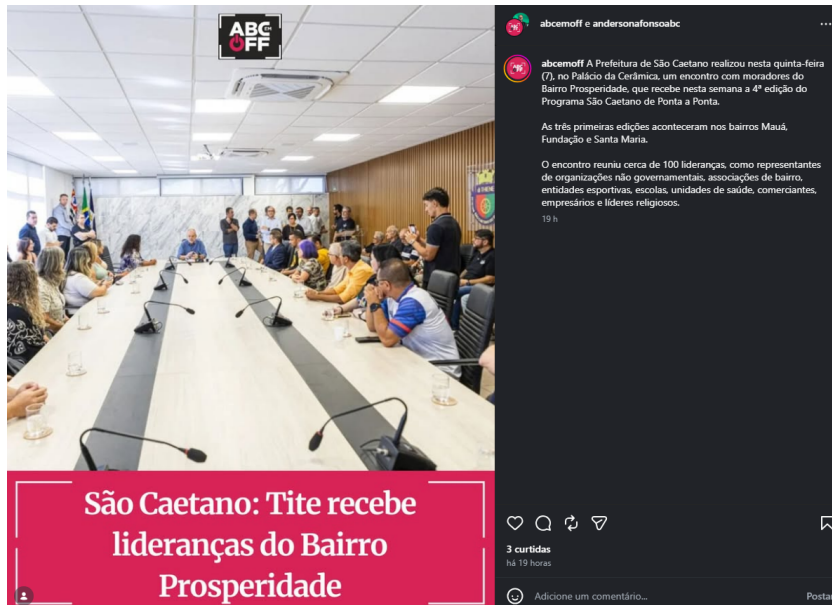 ABC EM
OFF
São Caetano: Tite recebe
lideranças do Bairro
Prosperidade
abcemoff e andersonafonsoabc
abcemoff A Prefeitura de São Caetano realizou nesta quinta-feira
(7), no Palácio da Cerâmica, um encontro com moradores do
Bairro Prosperidade, que recebe nesta semana a 4ª edição do
Programa São Caetano de Ponta a Ponta.
As três primeiras edições aconteceram nos bairros Mauá,
Fundação e Santa Maria.
O encontro reuniu cerca de 100 lideranças, como representantes
de organizações não governamentais, associações de bairro,
entidades esportivas, escolas, unidades de saúde, comerciantes,
empresários e líderes religiosos.
19 h
3 curtidas
há 19 horas
Adicione um comentário...
Postar